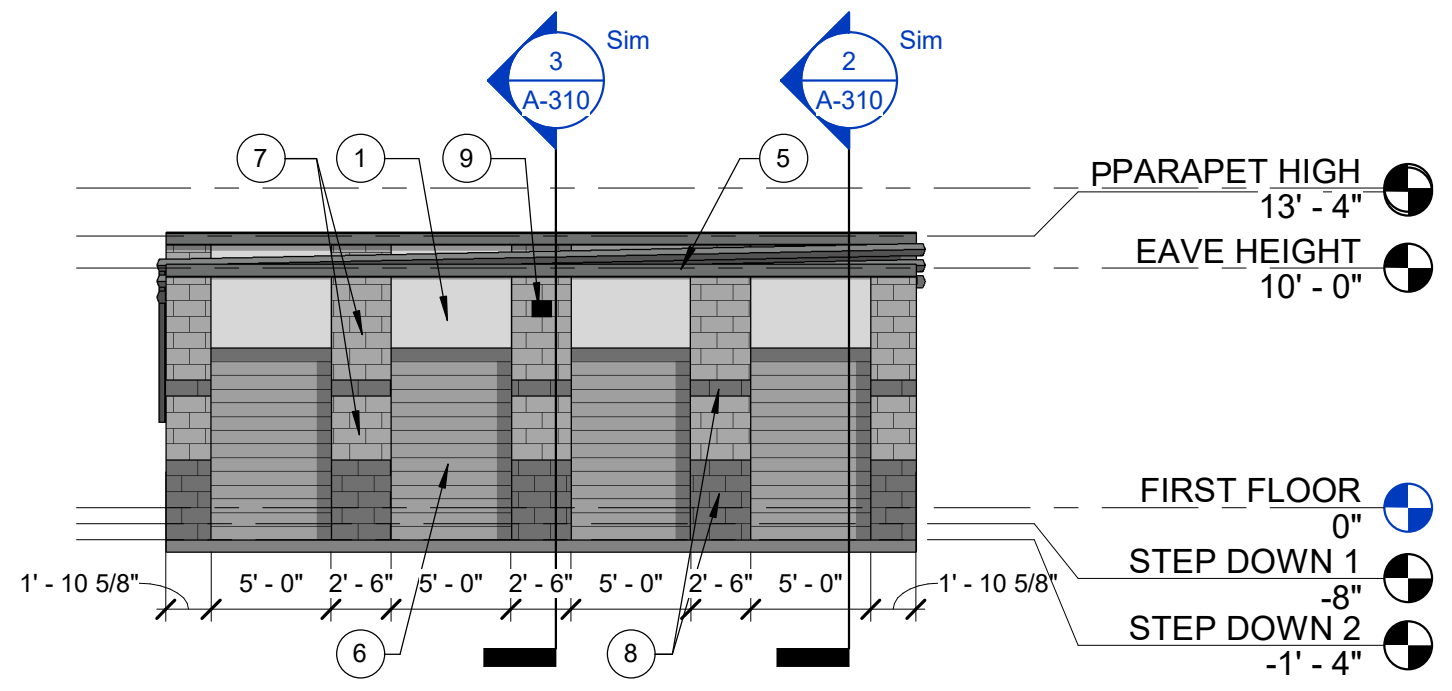 3
A-310
Sim
2
A-310
Sim
7
1
9
5
PPARAPET HIGH
13' - 4"
EAVE HEIGHT
10' - 0"
FIRST FLOOR
0"
STEP DOWN 1
-8"
STEP DOWN 2
-1' - 4"
1' - 10 5/8" 5' - 0" 2' - 6" 5' - 0" 2' - 6" 5' - 0" 2' - 6" 5' - 0" 1' - 10 5/8"
6
8